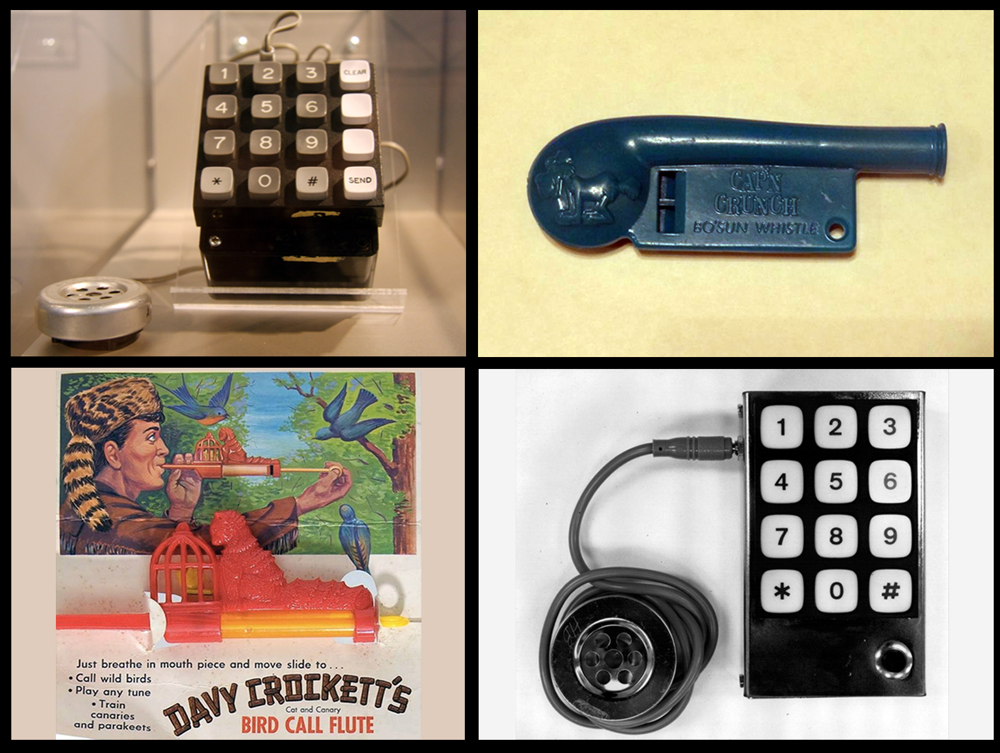 1 2 3 CLEAR
4 5 6
7 8 9
* 0 # SEND
CAP'N
CRUNCH
BO'SUN WHISTLE
Just breathe in mouth piece and move slide to...
• Call wild birds
• Play any tune
• Train
canaries
and parakeets
DAVY CROCKETT'S
Cat and Canary
BIRD CALL FLUTE
1 2 3
4 5 6
7 8 9
* 0 #